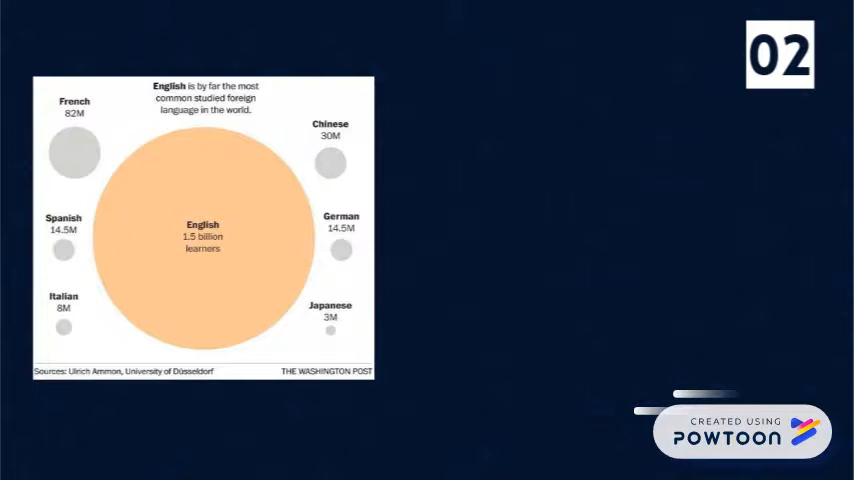 02
English is by far the most
common studied foreign
language in the world.
French
82M
Chinese
30M
Spanish
14.5M
English
1.5 billion
learners
German
14.5M
Italian
8M
Japanese
3M
Sources: Ulrich Ammon, University of Düsseldorf
THE WASHINGTON POST
CREATED USING
POWTOON